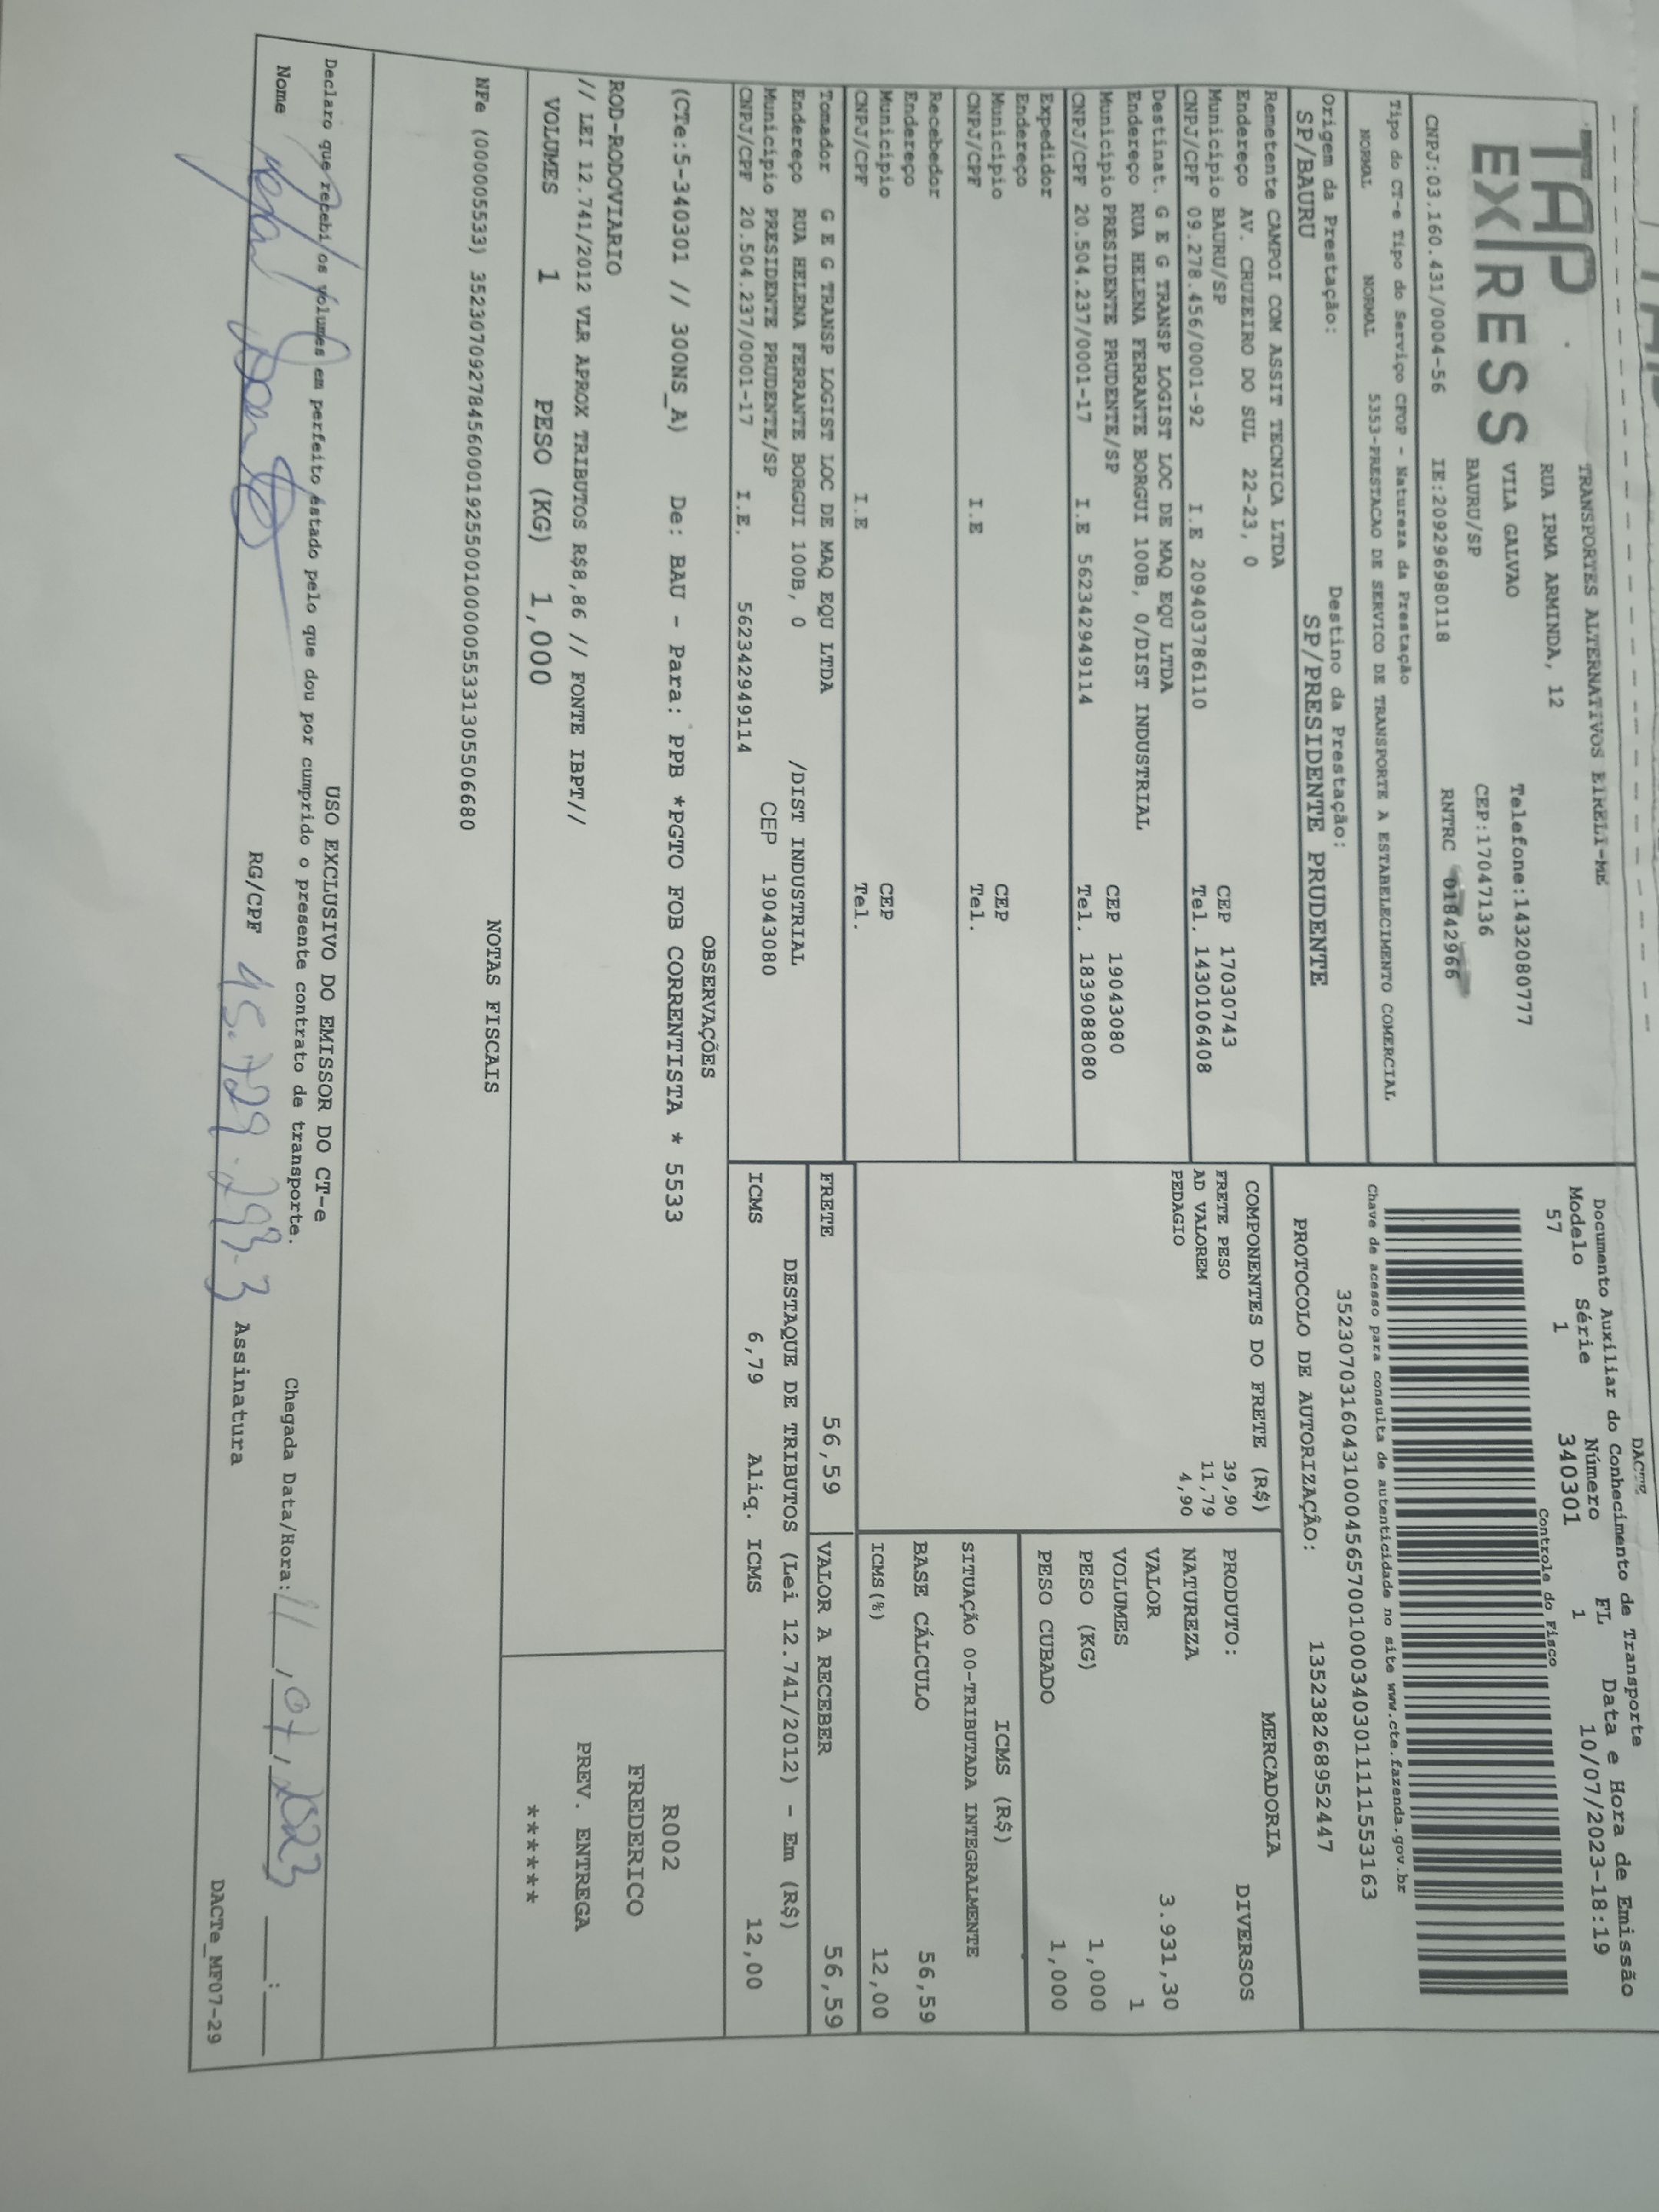 TAP
EXPRESS
TRANSPORTES ALTERNATIVOS EIRELI-ME
RUA IRMA ARMINDA, 12
VILA GALVAO
BAURU/SP
Telefone:1432080777
CEP:17047136
CNPJ:03.160.431/0004-56 IE:209296980118 RNTRC 01842966
Tipo do CT-e Tipo do Serviço CFOP - Natureza da Prestação
NORMAL NORMAL 5353-PRESTACAO DE SERVICO DE TRANSPORTE A ESTABELECIMENTO COMERCIAL
Origem da Prestação: Destino da Prestação:
SP/BAURU SP/PRESIDENTE PRUDENTE
DACTE
Documento Auxiliar do Conhecimento de Transporte
Modelo Série Número FL Data e Hora de Emissão
57 1 340301 1 10/07/2023-18:19
Controle do Fisco
Chave de acesso para consulta de autenticidade no site www.cte.fazenda.gov.br
35230703160431000456570010003403011111553163
PROTOCOLO DE AUTORIZAÇÃO: 135238268952447
Remetente CAMPOI COM ASSIT TECNICA LTDA
Endereço AV. CRUZEIRO DO SUL 22-23, 0
Municipio BAURU/SP CEP 17030743
CNPJ/CPF 09.278.456/0001-92 I.E 209403786110 Tel. 1430106408
Destinat. G E G TRANSP LOGIST LOC DE MAQ EQU LTDA
Endereço RUA HELENA FERRANTE BORGUI 100B, 0/DIST INDUSTRIAL
Municipio PRESIDENTE PRUDENTE/SP CEP 19043080
CNPJ/CPF 20.504.237/0001-17 I.E 562342949114 Tel. 1839088080
Expedidor
Endereço
Municipio CEP
CNPJ/CPF I.E Tel.
Recebedor
Endereço
Municipio CEP
CNPJ/CPF I.E Tel.
Tomador G E G TRANSP LOGIST LOC DE MAQ EQU LTDA
Endereço RUA HELENA FERRANTE BORGUI 100B, 0 /DIST INDUSTRIAL
Municipio PRESIDENTE PRUDENTE/SP CEP 19043080
CNPJ/CPF 20.504.237/0001-17 I.E. 562342949114
COMPONENTES DO FRETE (R$)
FRETE PESO 39,90
AD VALOREM 11,79
PEDAGIO 4,90
MERCADORIA
PRODUTO: DIVERSOS
NATUREZA
VALOR 3.931,30
VOLUMES 1
PESO (KG) 1,000
PESO CUBADO 1,000
ICMS (R$)
SITUAÇÃO 00-TRIBUTADA INTEGRALMENTE
BASE CÁLCULO 56,59
ICMS(%) 12,00
FRETE 56,59 VALOR A RECEBER 56,59
DESTAQUE DE TRIBUTOS (Lei 12.741/2012) - Em (R$)
ICMS 6,79 Aliq. ICMS 12,00
OBSERVAÇÕES
(CTe:5-340301 // 300NS_A) De: BAU - Para: PPB *PGTO FOB CORRENTISTA * 5533
ROD-RODOVIARIO
// LEI 12.741/2012 VLR APROX TRIBUTOS R$8,86 // FONTE IBPT//
VOLUMES 1 PESO (KG) 1,000
R002
FREDERICO
PREV. ENTREGA
*******
NOTAS FISCAIS
NFe (000005533) 35230709278456000192550010000055331305506680
USO EXCLUSIVO DO EMISSOR DO CT-e
Declaro que recebi os volumes em perfeito estado pelo que dou por cumprido o presente contrato de transporte.
Chegada Data/Hora: 11/07/2023 :
Nome RG/CPF 45.729.293-3 Assinatura
DACTe_MF07-29